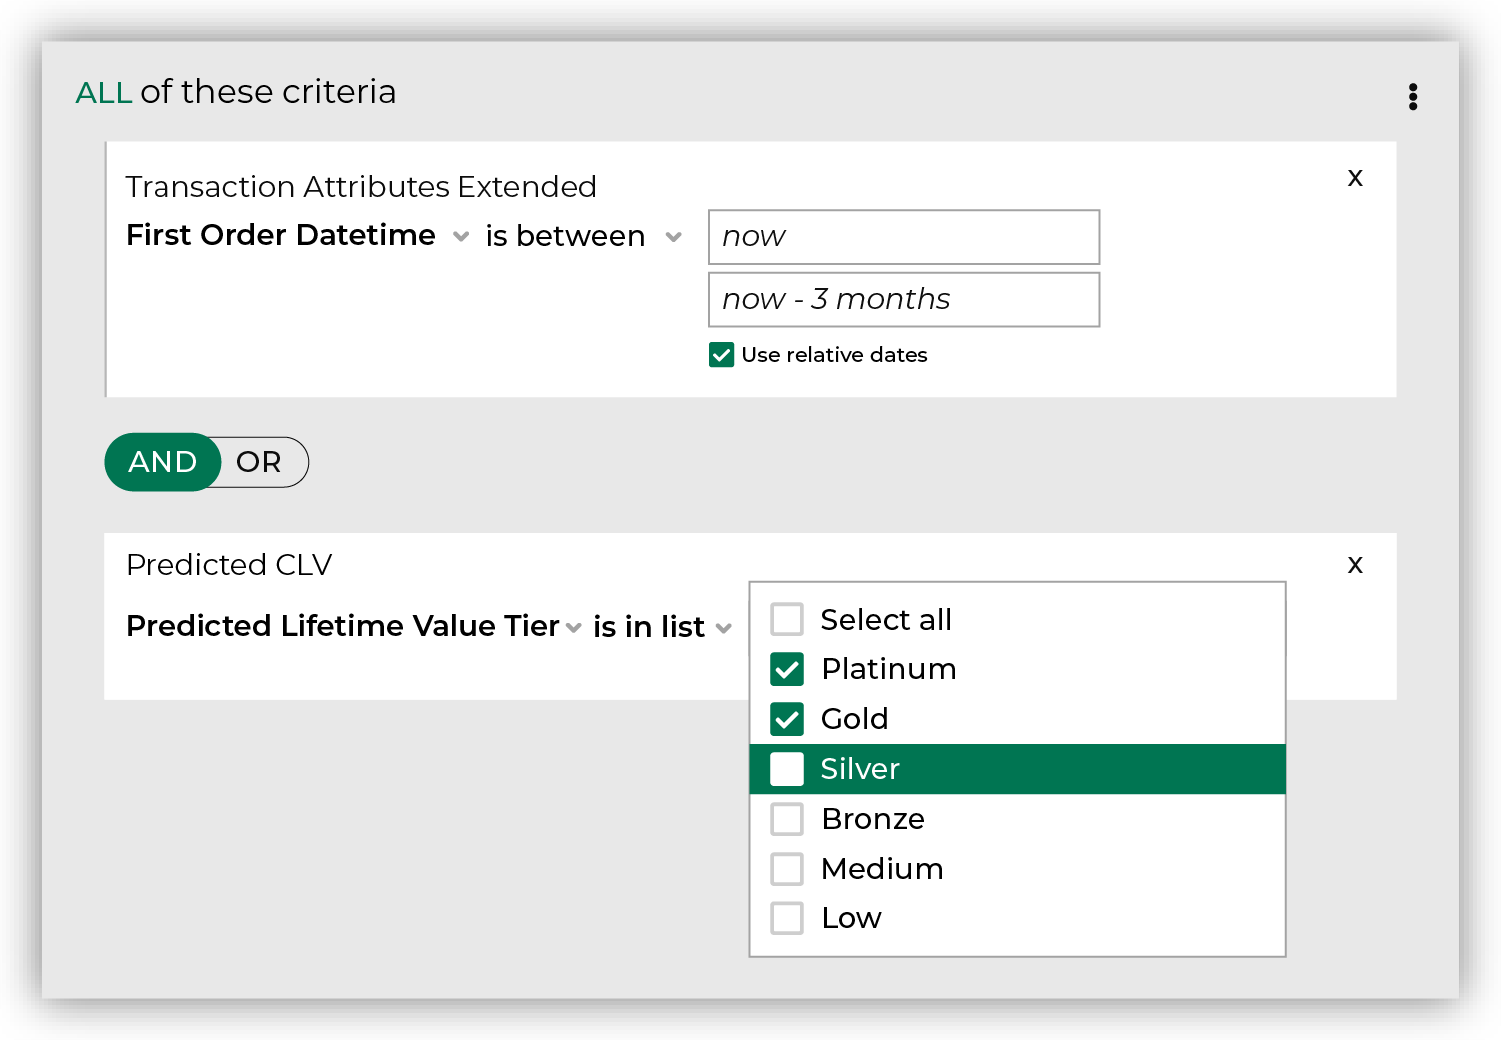 ALL of these criteria
Transaction Attributes Extended
x
First Order Datetime is between now
now - 3 months
Use relative dates
AND OR
Predicted CLV
x
Predicted Lifetime Value Tier is in list
Select all
Platinum
Gold
Silver
Bronze
Medium
Low